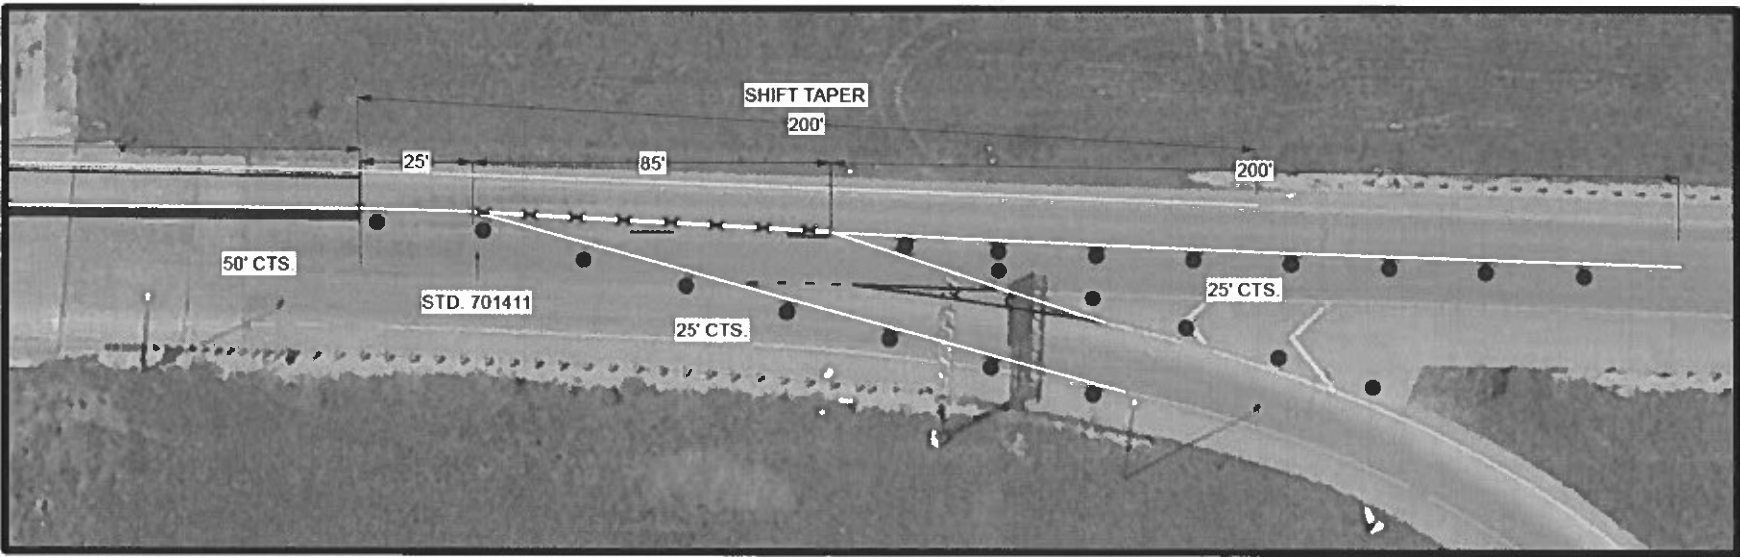 SHIFT TAPER
200'
25'
85'
200'
50' CTS.
STD. 701411
25' CTS.
25' CTS.